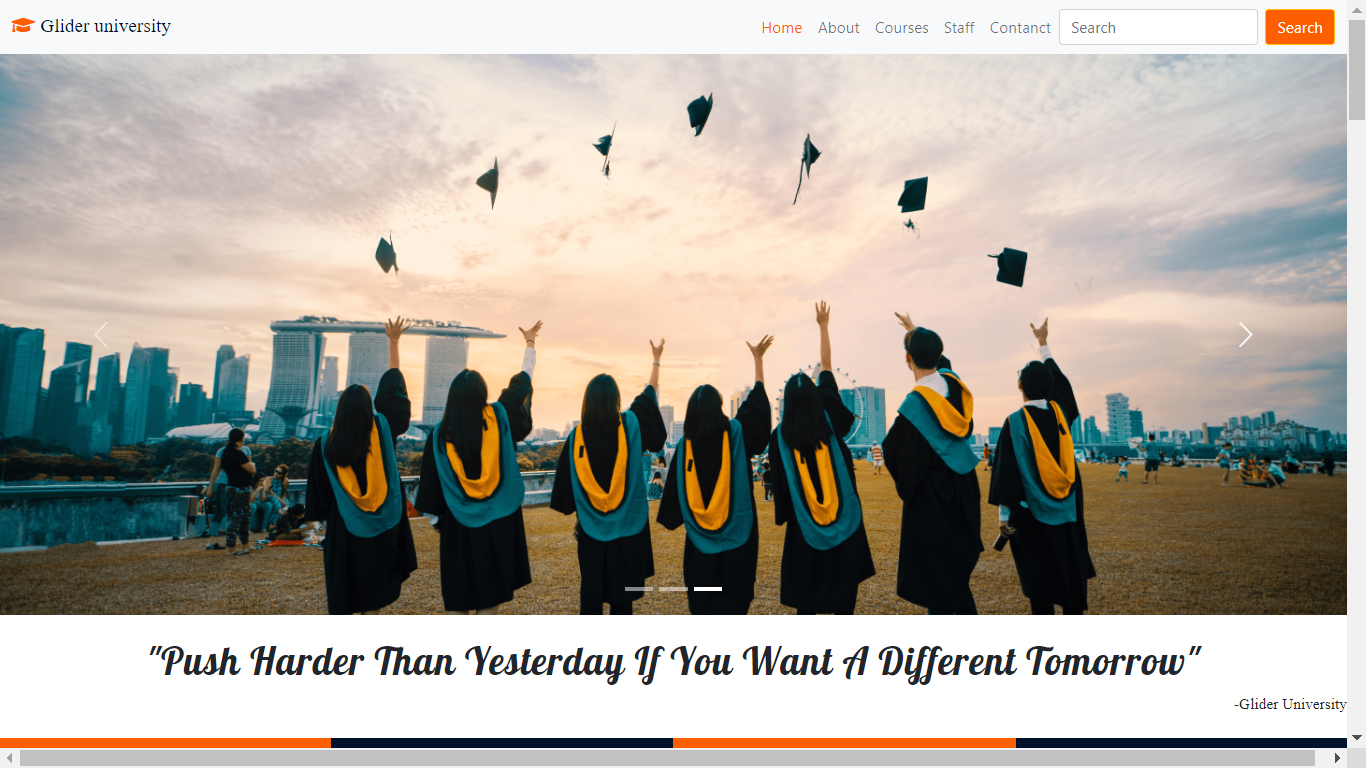 Glider university
Home About Courses Staff Contanct Search Search
"Push Harder Than Yesterday If You Want A Different Tomorrow"
-Glider University